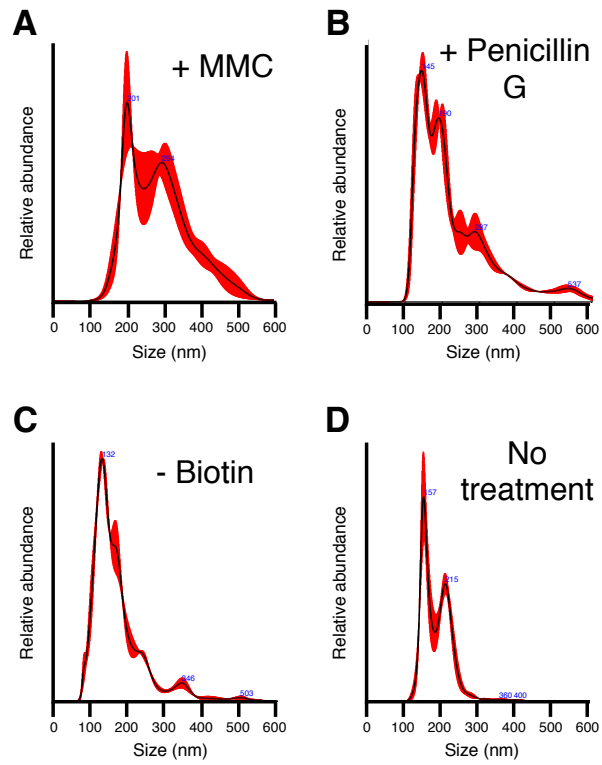 A
+ MMC
Relative abundance
201
294
0 100 200 300 400 500 600
Size (nm)
B
+ Penicillin
G
Relative abundance
145
190
537
0 100 200 300 400 500 600
Size (nm)
C
- Biotin
Relative abundance
132
346
503
0 100 200 300 400 500 600
Size (nm)
D
No
treatment
Relative abundance
157
215
360 400
0 100 200 300 400 500 600
Size (nm)